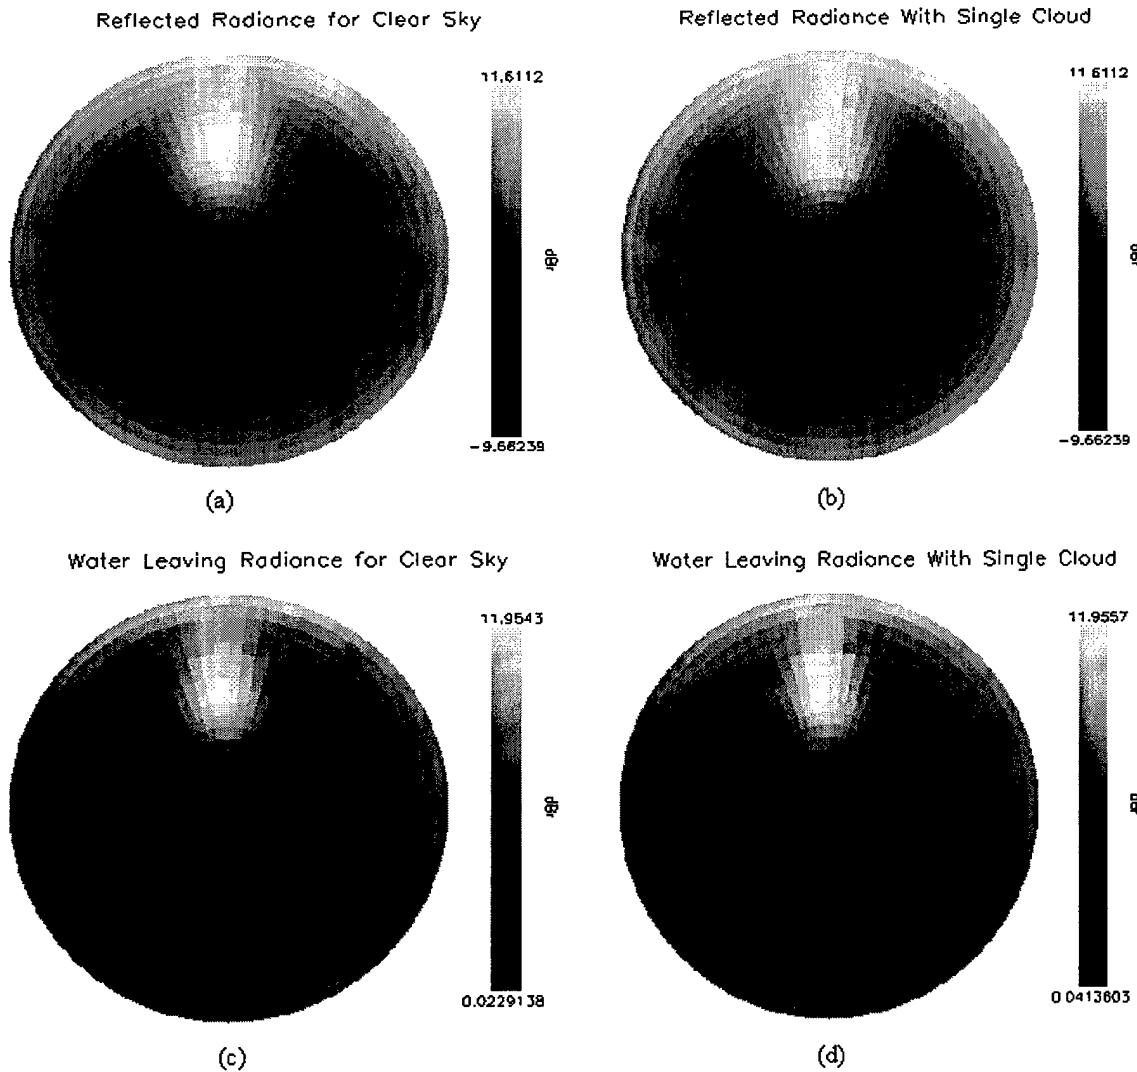 Reflected Radiance for Clear Sky
Reflected Radiance With Single Cloud
11.6112
dBr
-9.66239
(a)
11.6112
dBr
-9.66239
(b)
Water Leaving Radiance for Clear Sky
Water Leaving Radiance With Single Cloud
11.9543
dBr
0.0229138
(c)
11.9557
dBr
0.0413603
(d)